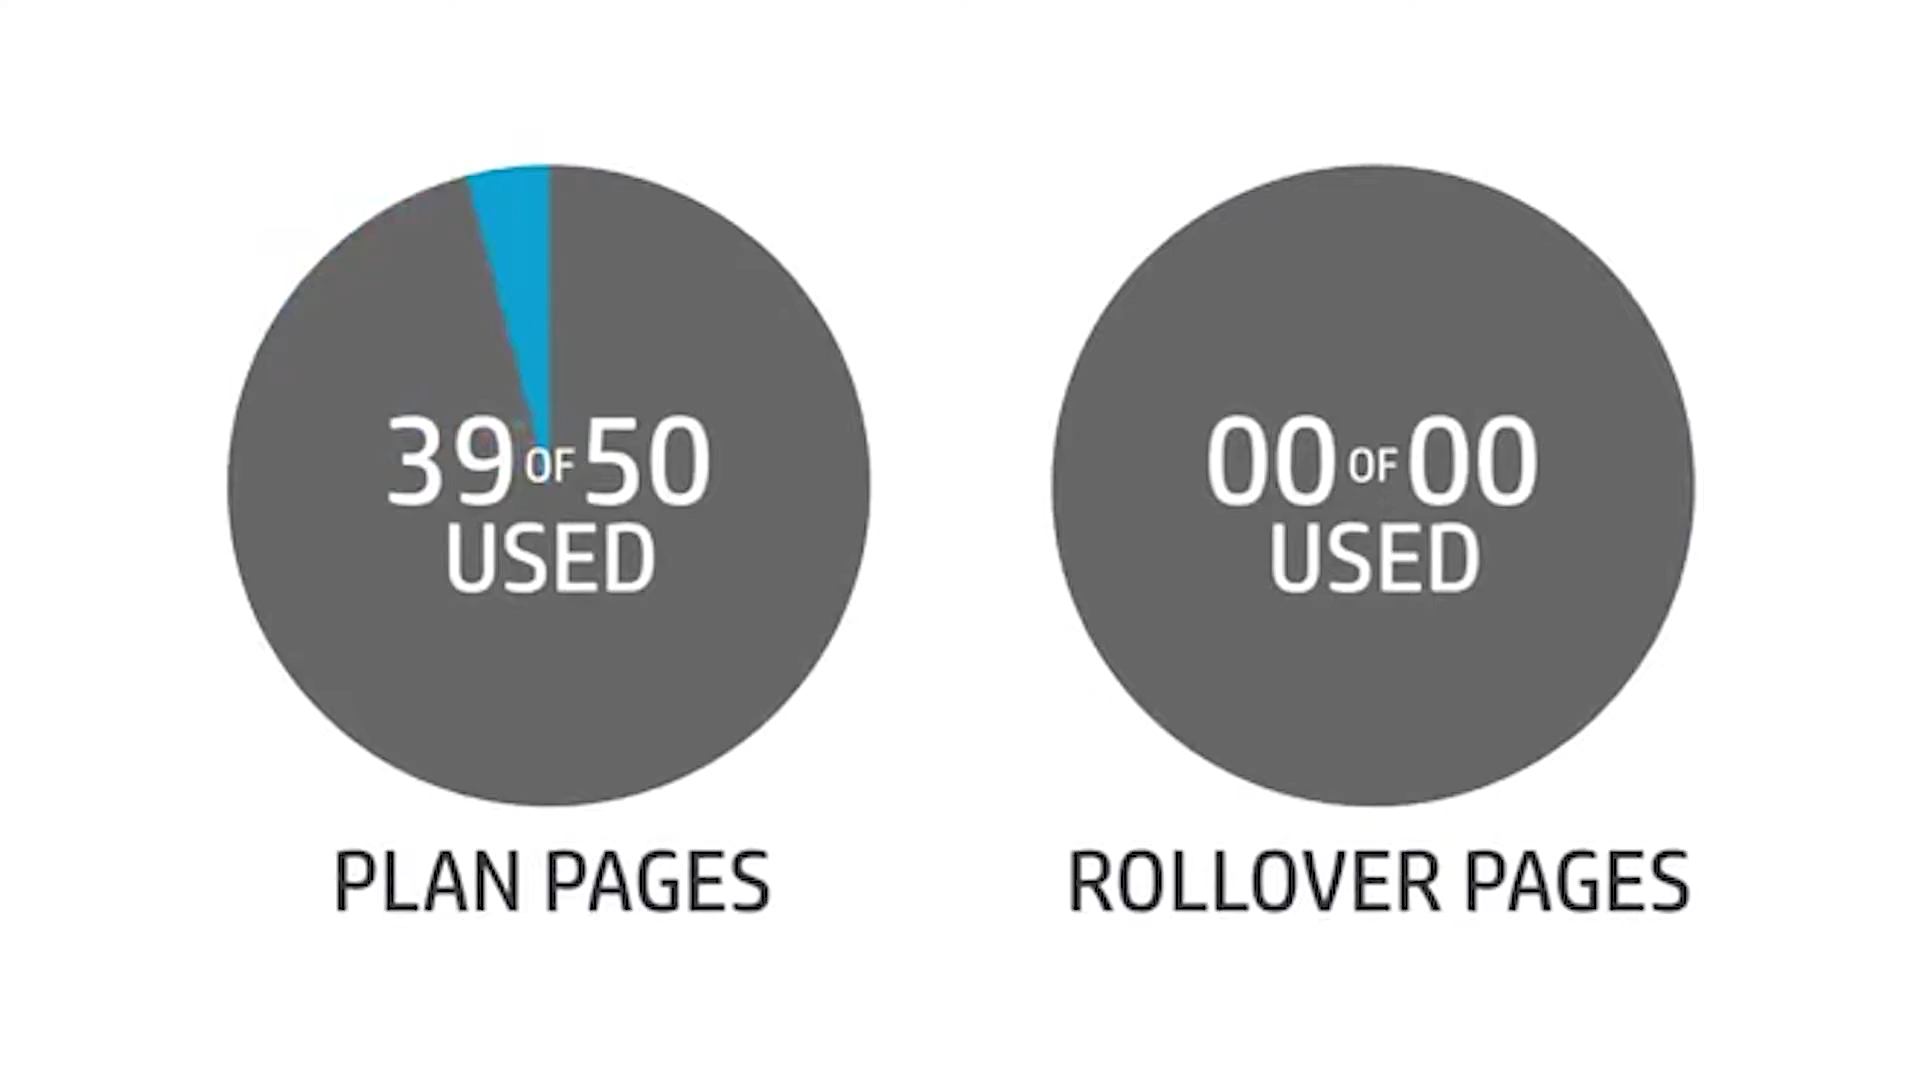 39 OF 50
USED
PLAN PAGES
00 OF 00
USED
ROLLOVER PAGES